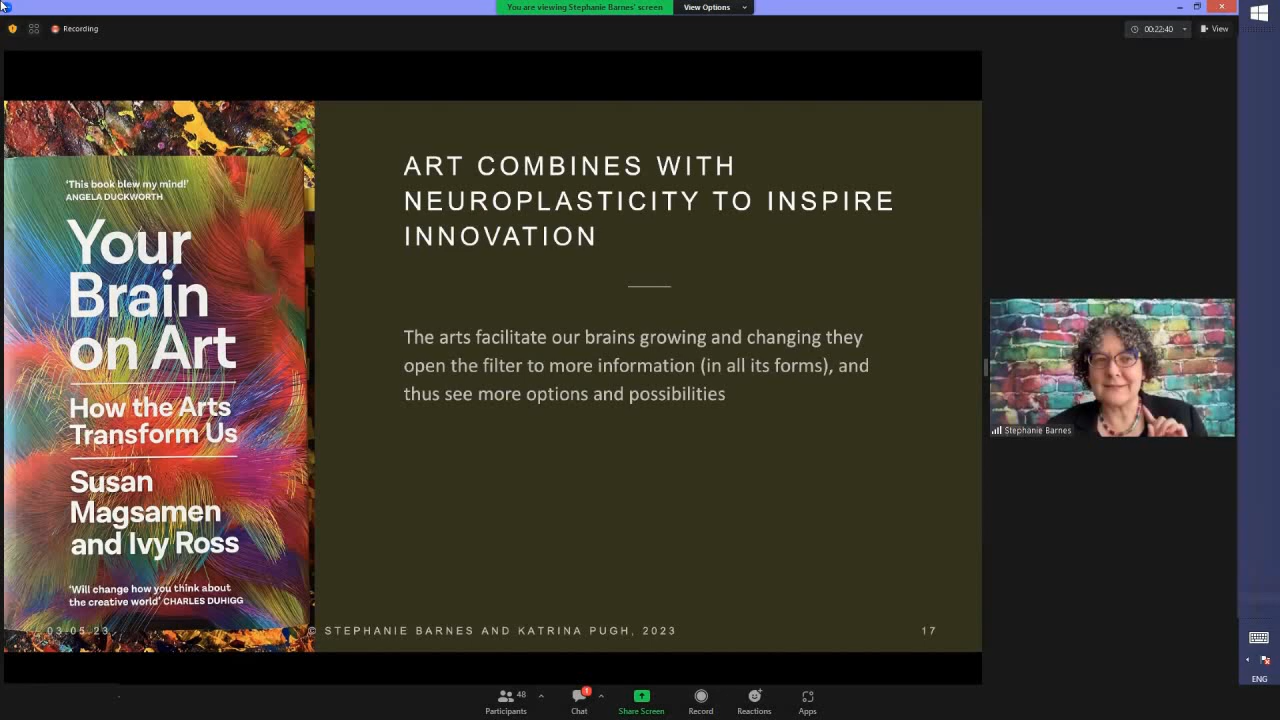 You are viewing Stephanie Barnes' screen
View Options
Recording
00:22:40
View
'This book blew my mind!'
ANGELA DUCKWORTH
Your
Brain
on Art
How the Arts
Transform Us
Susan
Magsamen
and Ivy Ross
'Will change how you think about
the creative world' CHARLES DUHIGG
ART COMBINES WITH
NEUROPLASTICITY TO INSPIRE
INNOVATION
The arts facilitate our brains growing and changing they
open the filter to more information (in all its forms), and
thus see more options and possibilities
03-05-23
© STEPHANIE BARNES AND KATRINA PUGH, 2023
17
Stephanie Barnes
48
Participants
Chat
Share Screen
Record
Reactions
Apps
ENG